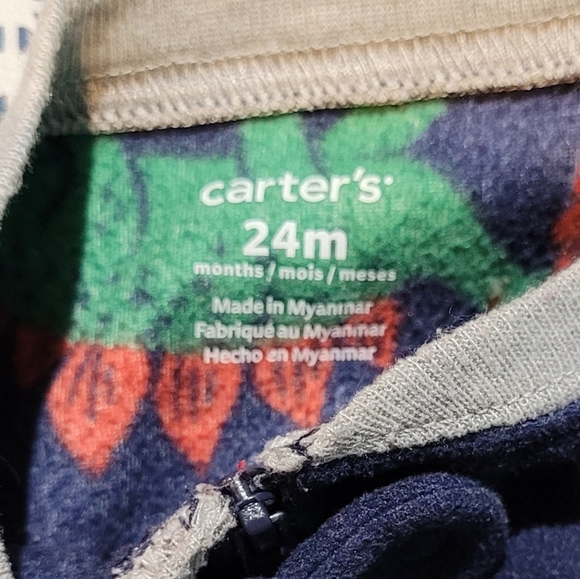 carter's
24m
months / mois / meses
Made in Myanmar
Fabriqué au Myanmar
Hecho en Myanmar